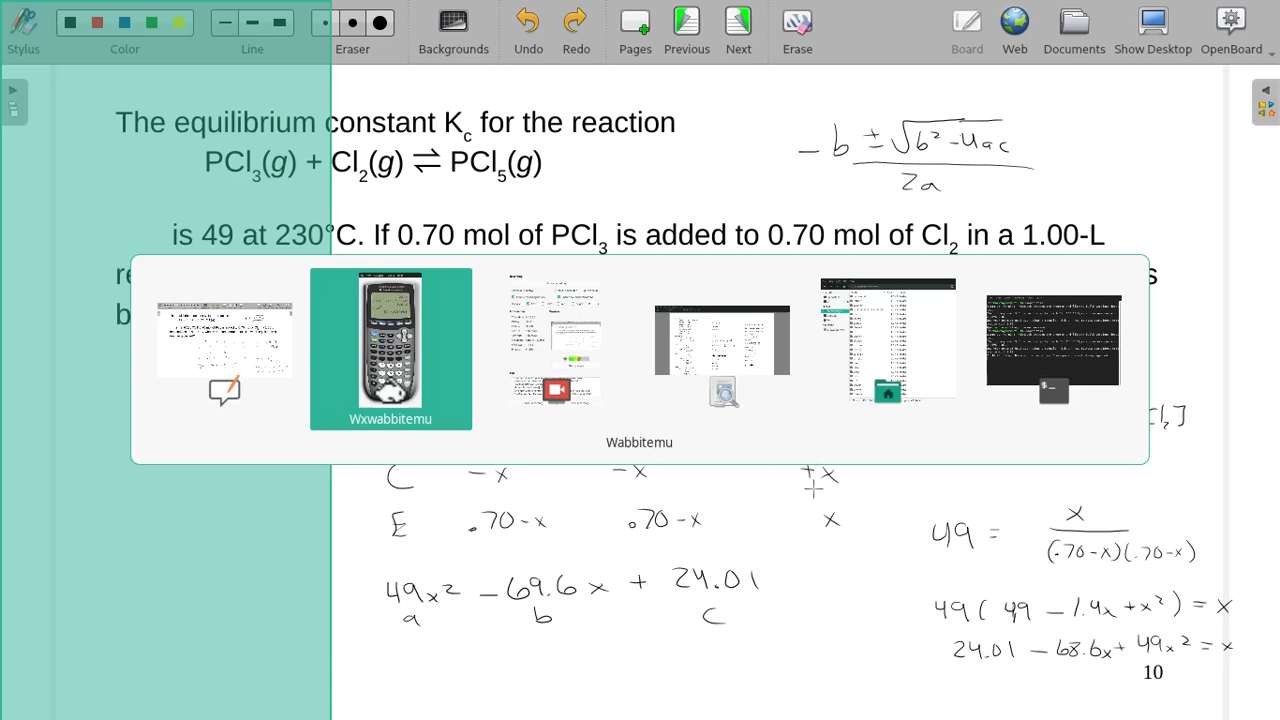 Stylus Color Line Eraser Backgrounds Undo Redo Pages Previous Next Erase Board Web Documents Show Desktop OpenBoard
The equilibrium constant Kc for the reaction
PCl3(g) + Cl2(g) ⇌ PCl5(g)
-b ± √b² - 4ac
2a
is 49 at 230°C. If 0.70 mol of PCl3 is added to 0.70 mol of Cl2 in a 1.00-L
re
s
b
Wxwabbitemu
Wabbitemu
]
C -x -x +x
E .70-x .70-x x
49 = x
(.70-x)(.70-x)
49x² - 69.6x + 24.01
a b c
49(.49 - 1.4x + x²) = x
24.01 - 68.6x + 49x² = x
10